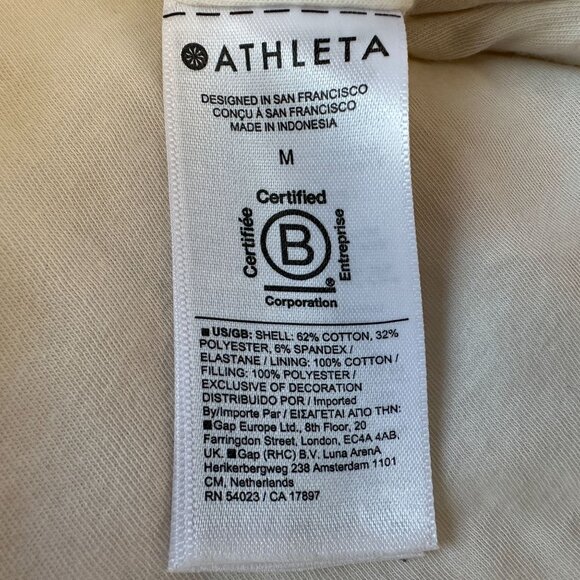 ATHLETA
DESIGNED IN SAN FRANCISCO
CONÇU À SAN FRANCISCO
MADE IN INDONESIA
M
Certified
Certifiée
B
Entreprise
®
Corporation
US/GB: SHELL: 62% COTTON, 32%
POLYESTER, 6% SPANDEX /
ELASTANE / LINING: 100% COTTON /
FILLING: 100% POLYESTER /
EXCLUSIVE OF DECORATION
DISTRIBUIDO POR / Imported
By/Importe Par / ΕΙΣΑΓΕΤΑΙ ΑΠΟ ΤΗΝ:
Gap Europe Ltd., 8th Floor, 20
Farringdon Street, London, EC4A 4AB,
UK. Gap (RHC) B.V. Luna ArenA
Herikerbergweg 238 Amsterdam 1101
CM, Netherlands
RN 54023 / CA 17897